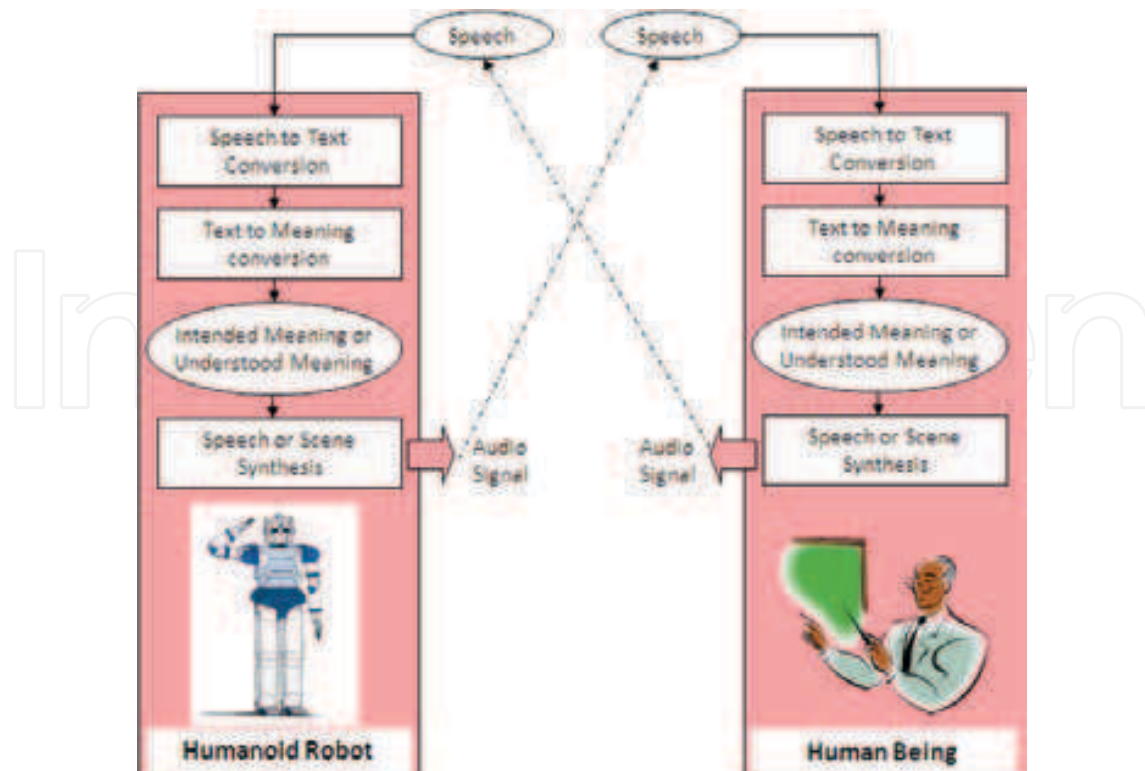 Speech
Speech to Text
Conversion
Text to Meaning
conversion
Intended Meaning or
Understood Meaning
Speech or Scene
Synthesis
Audio
Signal
Humanoid Robot
Speech
Speech to Text
Conversion
Text to Meaning
conversion
Intended Meaning or
Understood Meaning
Speech or Scene
Synthesis
Audio
Signal
Human Being